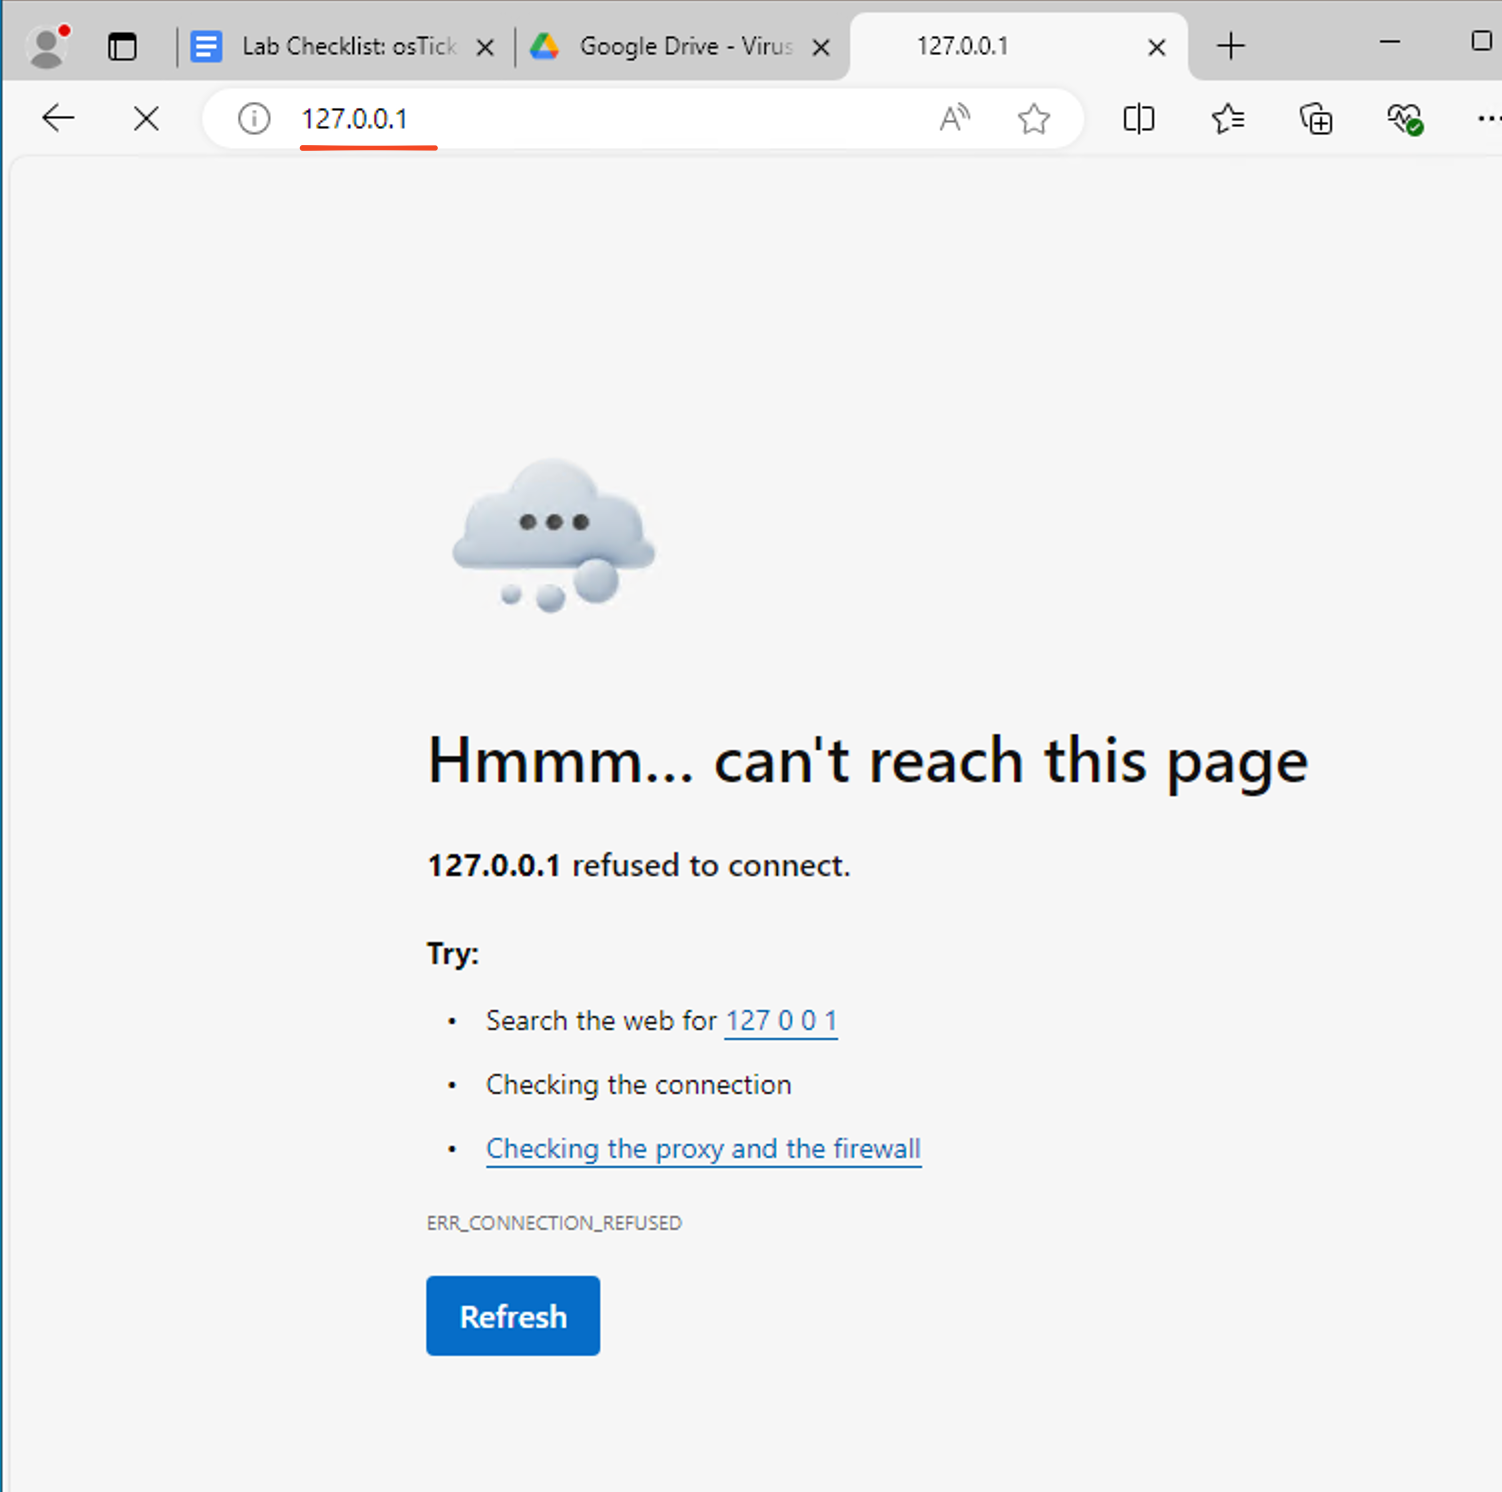 Lab Checklist: osTick
Google Drive - Virus
127.0.0.1
127.0.0.1
Hmmm... can't reach this page
127.0.0.1 refused to connect.
Try:
• Search the web for 127 0 0 1
• Checking the connection
• Checking the proxy and the firewall
ERR_CONNECTION_REFUSED
Refresh